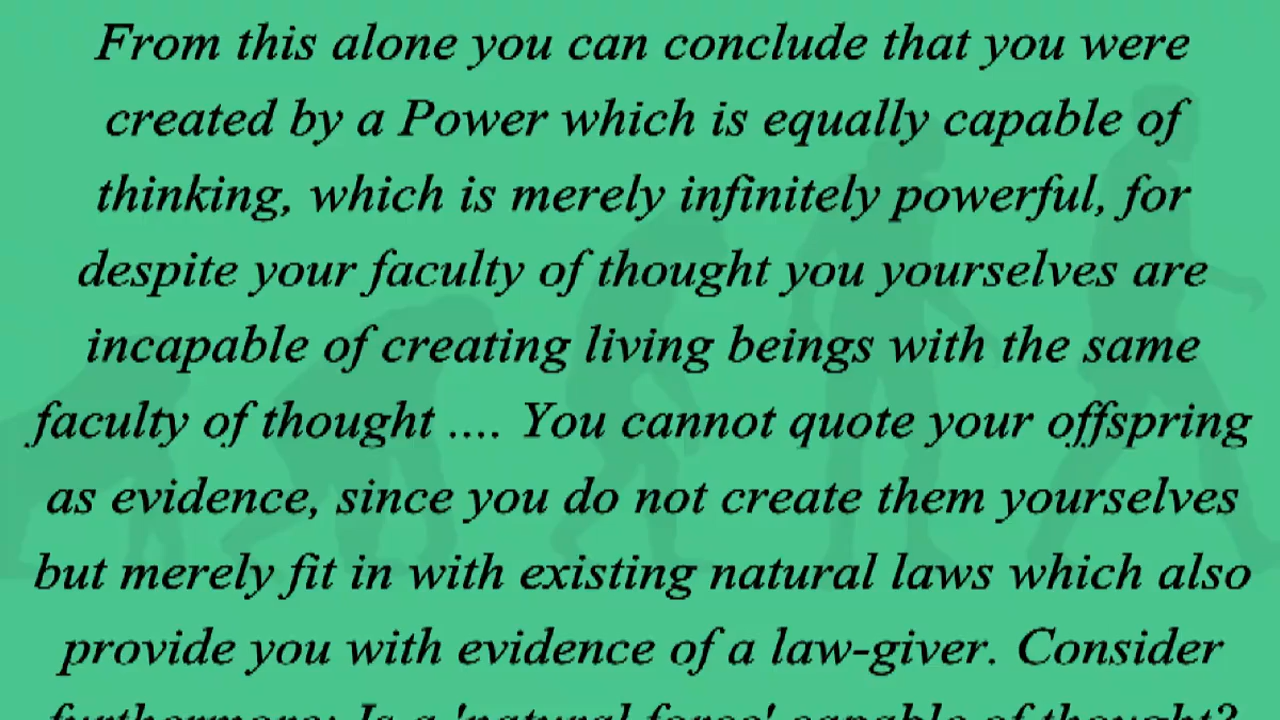 From this alone you can conclude that you were
created by a Power which is equally capable of
thinking, which is merely infinitely powerful, for
despite your faculty of thought you yourselves are
incapable of creating living beings with the same
faculty of thought .... You cannot quote your offspring
as evidence, since you do not create them yourselves
but merely fit in with existing natural laws which also
provide you with evidence of a law-giver. Consider
furthermore: Is a 'natural force' capable of thought?